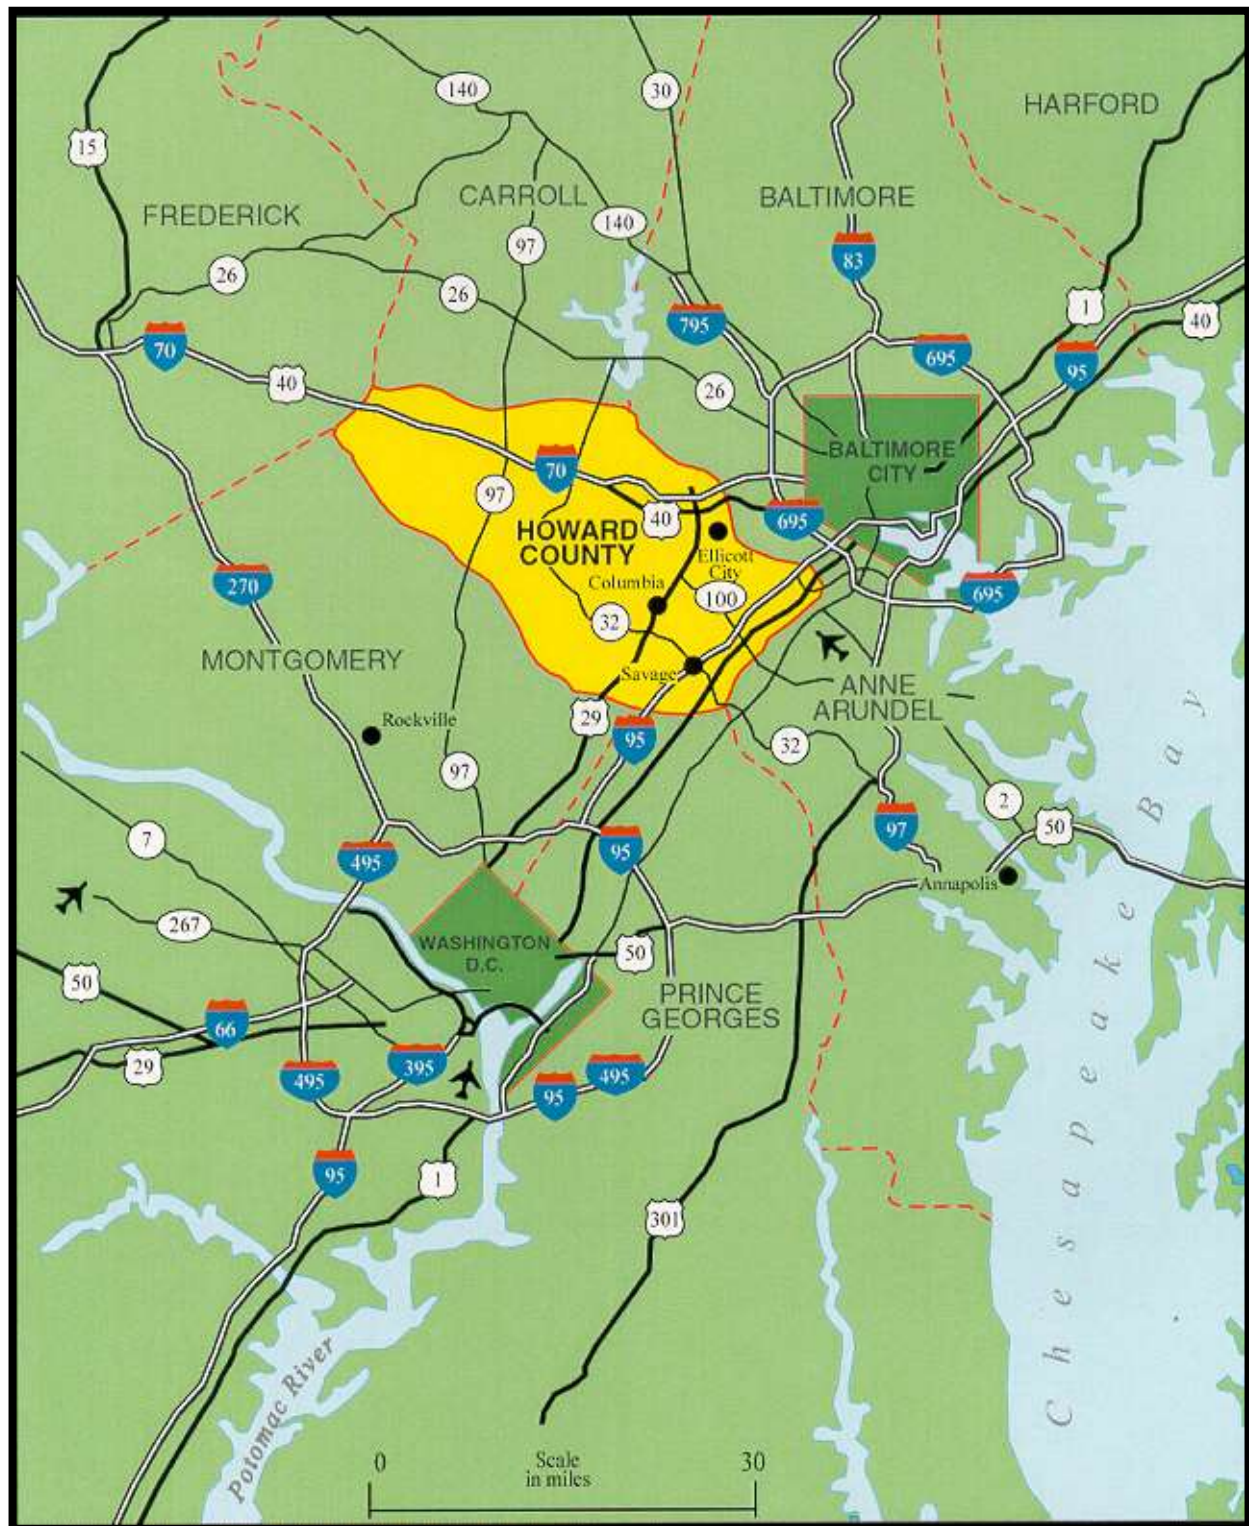 140
30
HARFORD
15
CARROLL
BALTIMORE
FREDERICK
140
97
83
26
26
1
40
795
70
695
95
40
26
BALTIMORE
CITY
70
97
40
695
HOWARD
COUNTY
Ellicott
City
270
Columbia
100
695
32
MONTGOMERY
Savage
ANNE
ARUNDEL
29
Rockville
95
32
97
2
50
7
495
95
97
Annapolis
267
WASHINGTON
D.C.
50
50
PRINCE
GEORGES
66
29
495
395
95
495
95
1
301
Chessapeake Bay
Potomac River
0
Scale
in miles
30